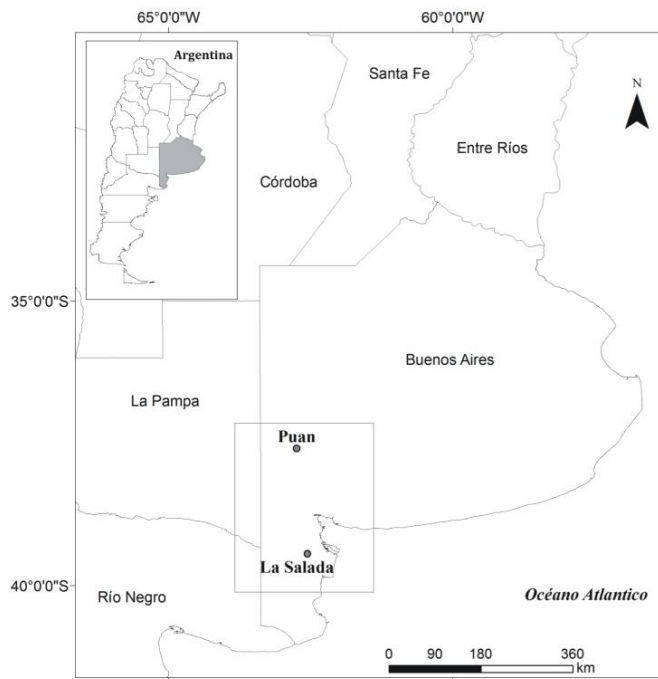 65°0'0"W
60°0'0"W
Argentina
Santa Fe
N
Entre Ríos
Córdoba
35°0'0"S
Buenos Aires
La Pampa
Puan
La Salada
40°0'0"S
Río Negro
Océano Atlantico
0 90 180 360
km